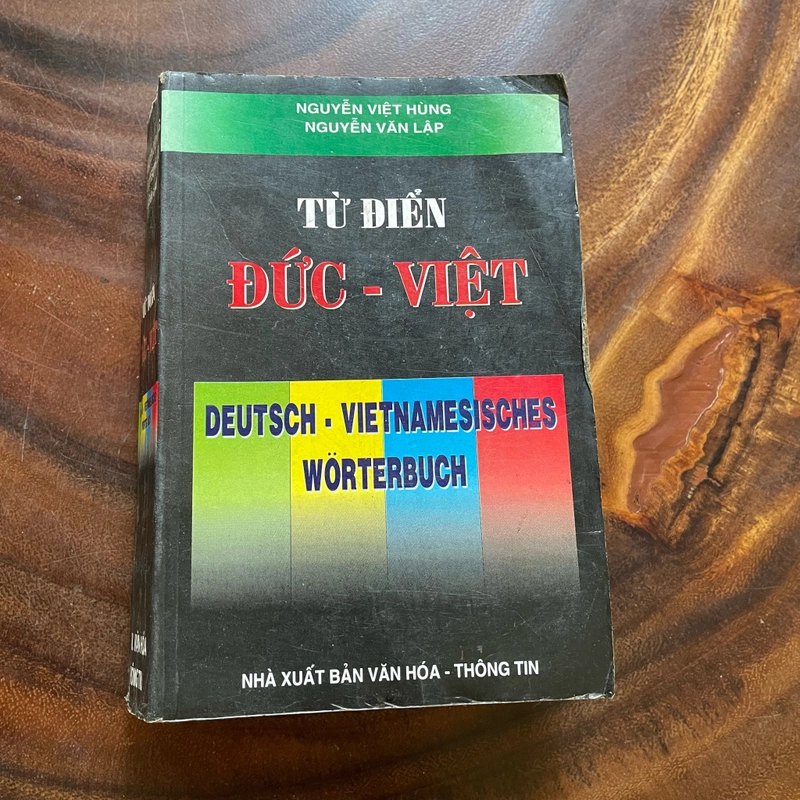 NGUYỄN VIỆT HÙNG
NGUYỄN VĂN LẬP
TỪ ĐIỂN
ĐỨC - VIỆT
DEUTSCH - VIETNAMESISCHES
WÖRTERBUCH
NHÀ XUẤT BẢN VĂN HÓA - THÔNG TIN